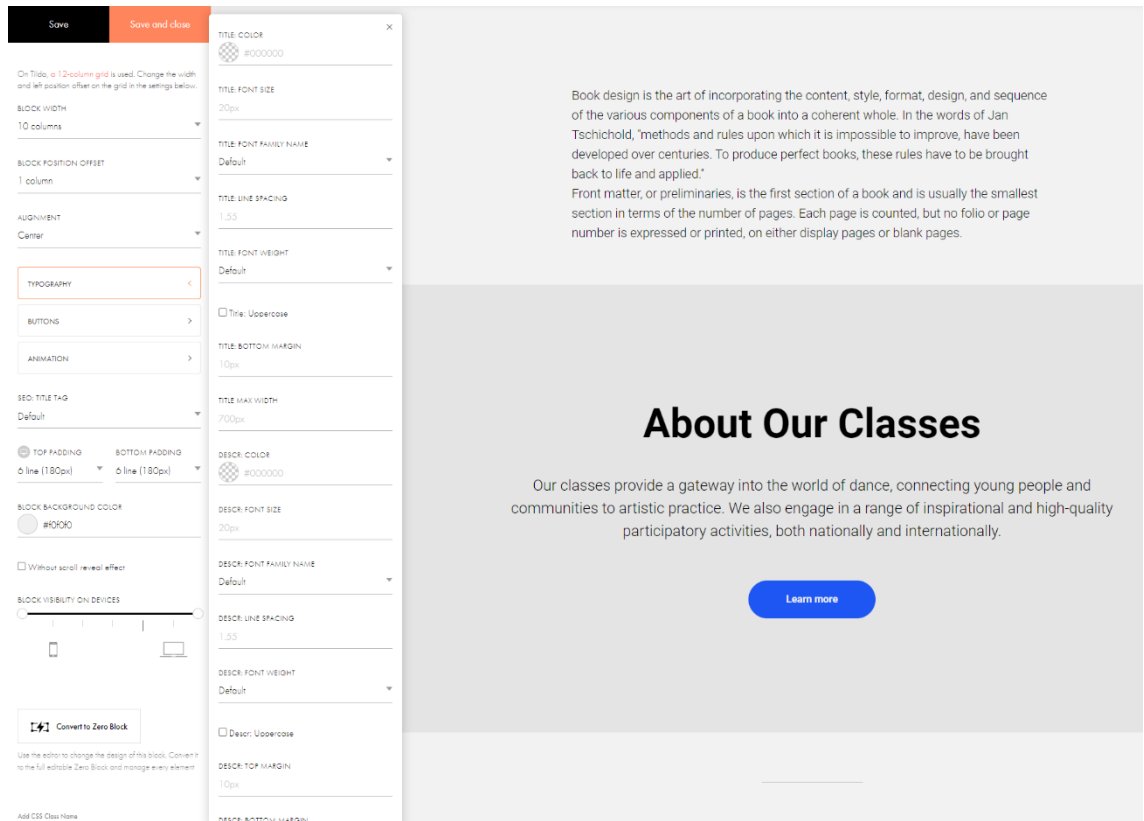 Save
Save and close
On Tilda, a 12-column grid is used. Change the width
and left position offset on the grid in the settings below.
BLOCK WIDTH
10 columns
BLOCK POSITION OFFSET
1 column
ALIGNMENT
Center
TYPOGRAPHY
BUTTONS
ANIMATION
SEO: TITLE TAG
Default
TOP PADDING
BOTTOM PADDING
6 line (180px)
6 line (180px)
BLOCK BACKGROUND COLOR
#f0f0f0
Without scroll reveal effect
BLOCK VISIBILITY ON DEVICES
Convert to Zero Block
Use the editor to change the design of this block. Convert it
to the full editable Zero Block and manage every element
Add CSS Class Name
×
TITLE: COLOR
#000000
TITLE: FONT SIZE
20px
TITLE: FONT FAMILY NAME
Default
TITLE: LINE SPACING
1.55
TITLE: FONT WEIGHT
Default
Title: Uppercase
TITLE: BOTTOM MARGIN
10px
TITLE MAX WIDTH
700px
DESCR: COLOR
#000000
DESCR: FONT SIZE
20px
DESCR: FONT FAMILY NAME
Default
DESCR: LINE SPACING
1.55
DESCR: FONT WEIGHT
Default
Descr: Uppercase
DESCR: TOP MARGIN
10px
DESCR: BOTTOM MARGIN
Book design is the art of incorporating the content, style, format, design, and sequence
of the various components of a book into a coherent whole. In the words of Jan
Tschichold, "methods and rules upon which it is impossible to improve, have been
developed over centuries. To produce perfect books, these rules have to be brought
back to life and applied."
Front matter, or preliminaries, is the first section of a book and is usually the smallest
section in terms of the number of pages. Each page is counted, but no folio or page
number is expressed or printed, on either display pages or blank pages.
About Our Classes
Our classes provide a gateway into the world of dance, connecting young people and
communities to artistic practice. We also engage in a range of inspirational and high-quality
participatory activities, both nationally and internationally.
Learn more